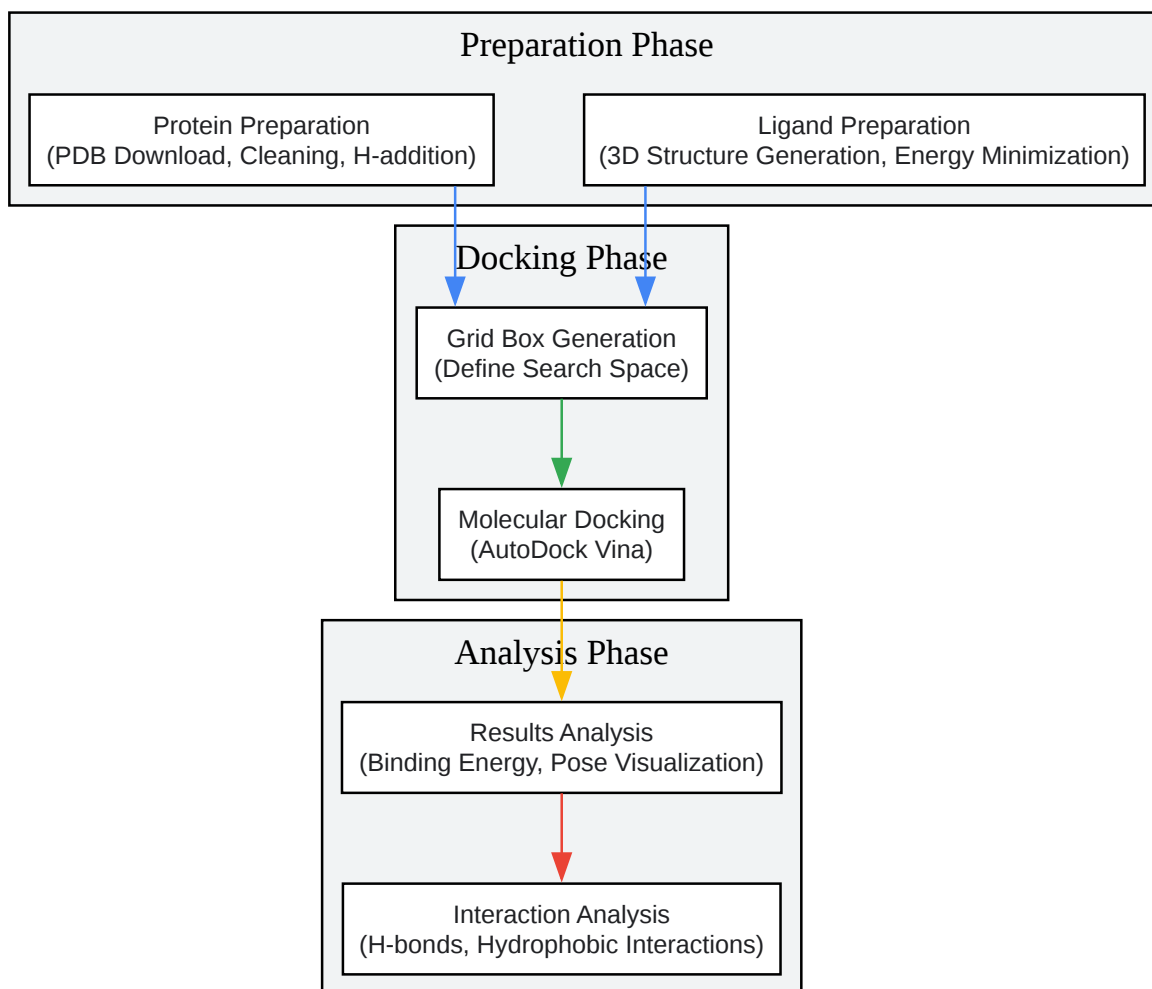 Preparation Phase
Protein Preparation
(PDB Download, Cleaning, H-addition)
Ligand Preparation
(3D Structure Generation, Energy Minimization)
Docking Phase
Grid Box Generation
(Define Search Space)
Molecular Docking
(AutoDock Vina)
Analysis Phase
Results Analysis
(Binding Energy, Pose Visualization)
Interaction Analysis
(H-bonds, Hydrophobic Interactions)